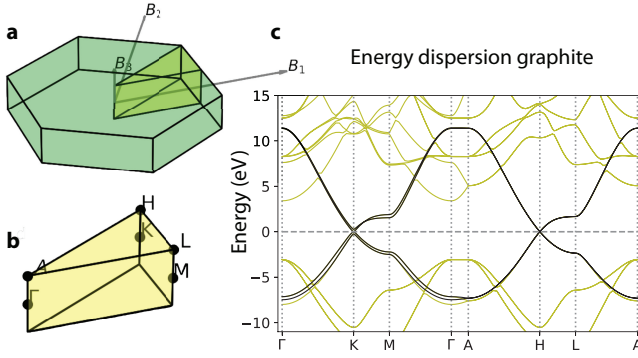 a
B₂
B₃
B₁
b
H
K
A
L
Γ
M
c
Energy dispersion graphite
Energy (eV)
15
10
5
0
−5
−10
Γ K M Γ A H L A